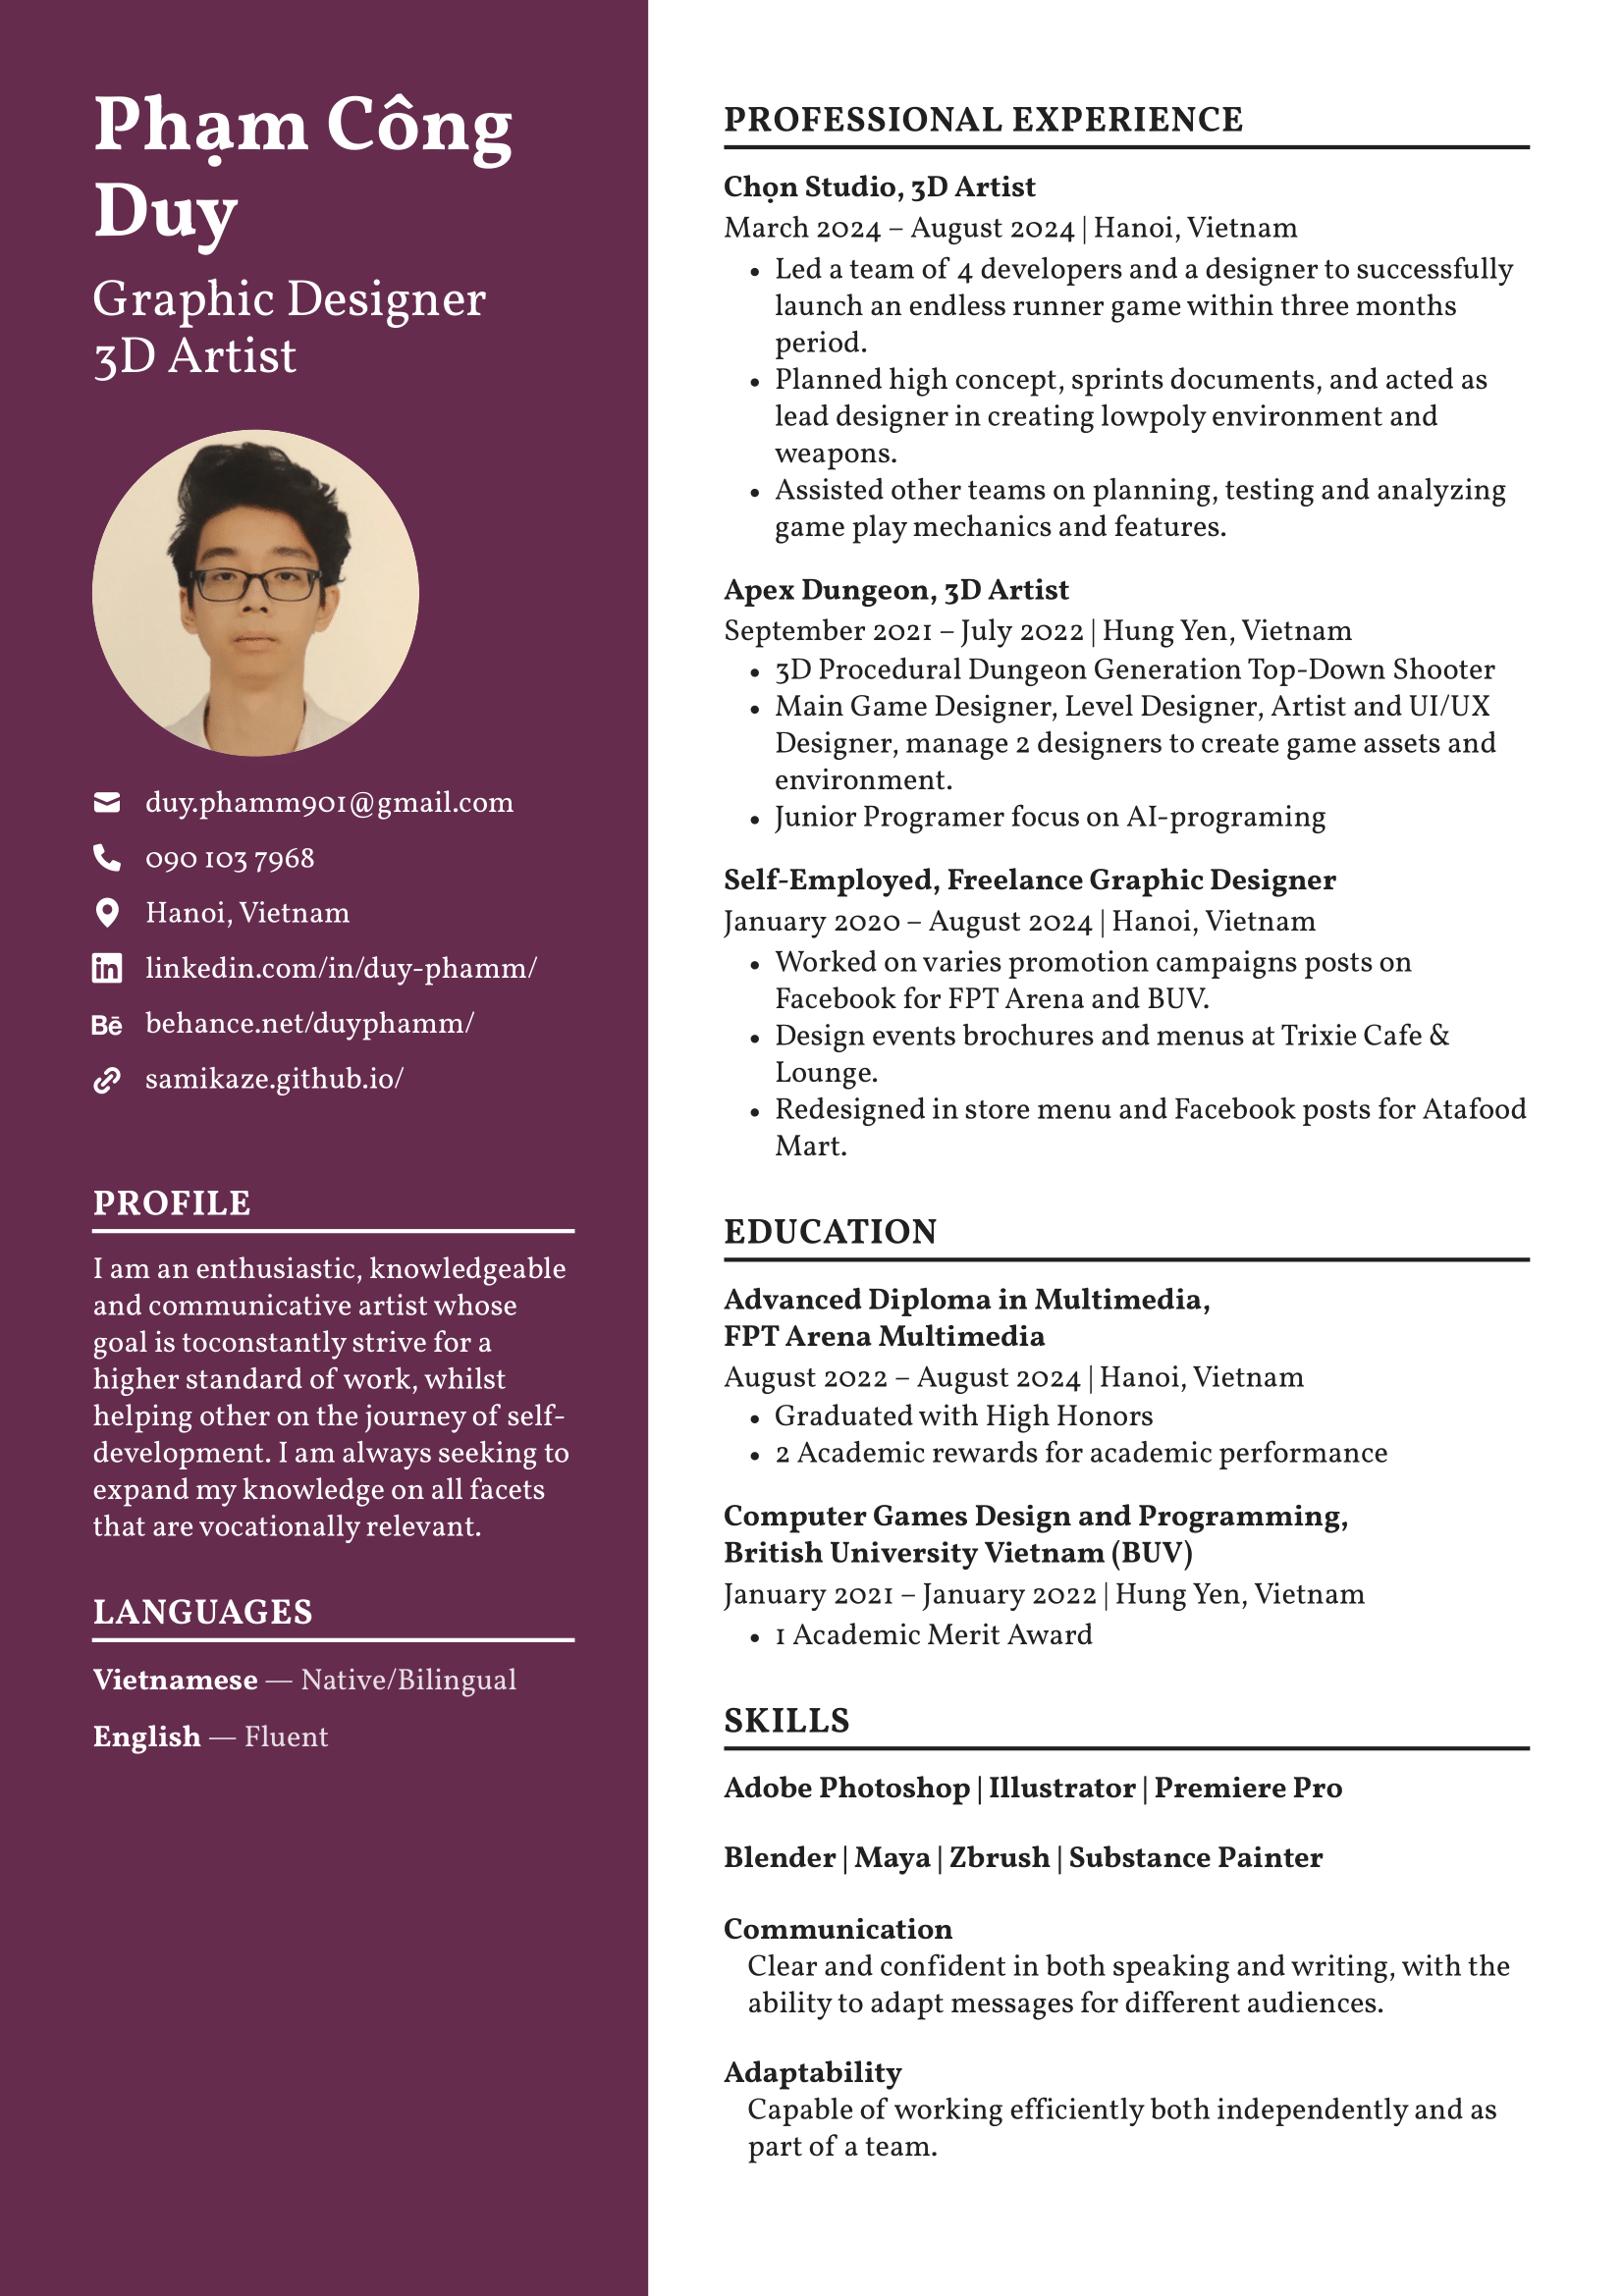 Phạm Công
Duy
Graphic Designer
3D Artist
duy.phamm901@gmail.com
090 103 7968
Hanoi, Vietnam
linkedin.com/in/duy-phamm/
Bē behance.net/duyphamm/
samikaze.github.io/
PROFILE
I am an enthusiastic, knowledgeable
and communicative artist whose
goal is toconstantly strive for a
higher standard of work, whilst
helping other on the journey of self-
development. I am always seeking to
expand my knowledge on all facets
that are vocationally relevant.
LANGUAGES
Vietnamese — Native/Bilingual
English — Fluent
PROFESSIONAL EXPERIENCE
Chọn Studio, 3D Artist
March 2024 – August 2024 | Hanoi, Vietnam
• Led a team of 4 developers and a designer to successfully
launch an endless runner game within three months
period.
• Planned high concept, sprints documents, and acted as
lead designer in creating lowpoly environment and
weapons.
• Assisted other teams on planning, testing and analyzing
game play mechanics and features.
Apex Dungeon, 3D Artist
September 2021 – July 2022 | Hung Yen, Vietnam
• 3D Procedural Dungeon Generation Top-Down Shooter
• Main Game Designer, Level Designer, Artist and UI/UX
Designer, manage 2 designers to create game assets and
environment.
• Junior Programer focus on AI-programing
Self-Employed, Freelance Graphic Designer
January 2020 – August 2024 | Hanoi, Vietnam
• Worked on varies promotion campaigns posts on
Facebook for FPT Arena and BUV.
• Design events brochures and menus at Trixie Cafe &
Lounge.
• Redesigned in store menu and Facebook posts for Atafood
Mart.
EDUCATION
Advanced Diploma in Multimedia,
FPT Arena Multimedia
August 2022 – August 2024 | Hanoi, Vietnam
• Graduated with High Honors
• 2 Academic rewards for academic performance
Computer Games Design and Programming,
British University Vietnam (BUV)
January 2021 – January 2022 | Hung Yen, Vietnam
• 1 Academic Merit Award
SKILLS
Adobe Photoshop | Illustrator | Premiere Pro
Blender | Maya | Zbrush | Substance Painter
Communication
Clear and confident in both speaking and writing, with the
ability to adapt messages for different audiences.
Adaptability
Capable of working efficiently both independently and as
part of a team.